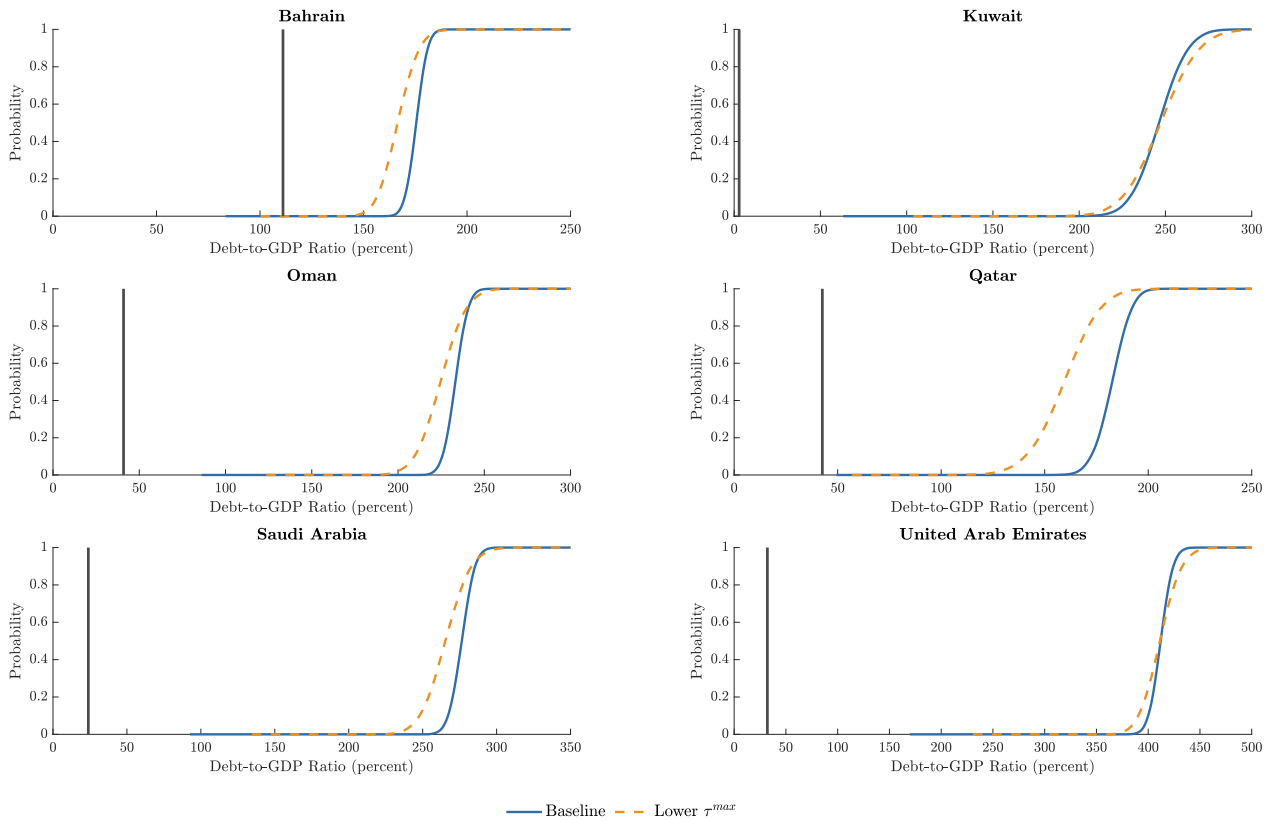 Bahrain
Kuwait
1
0.8
0.6
0.4
0.2
0
Probability
0 50 100 150 200 250
Debt-to-GDP Ratio (percent)
1
0.8
0.6
0.4
0.2
0
Probability
0 50 100 150 200 250 300
Debt-to-GDP Ratio (percent)
Oman
Qatar
1
0.8
0.6
0.4
0.2
0
Probability
0 50 100 150 200 250 300
Debt-to-GDP Ratio (percent)
1
0.8
0.6
0.4
0.2
0
Probability
0 50 100 150 200 250
Debt-to-GDP Ratio (percent)
Saudi Arabia
United Arab Emirates
1
0.8
0.6
0.4
0.2
0
Probability
0 50 100 150 200 250 300 350
Debt-to-GDP Ratio (percent)
1
0.8
0.6
0.4
0.2
0
Probability
0 50 100 150 200 250 300 350 400 450 500
Debt-to-GDP Ratio (percent)
Baseline Lower τ^max